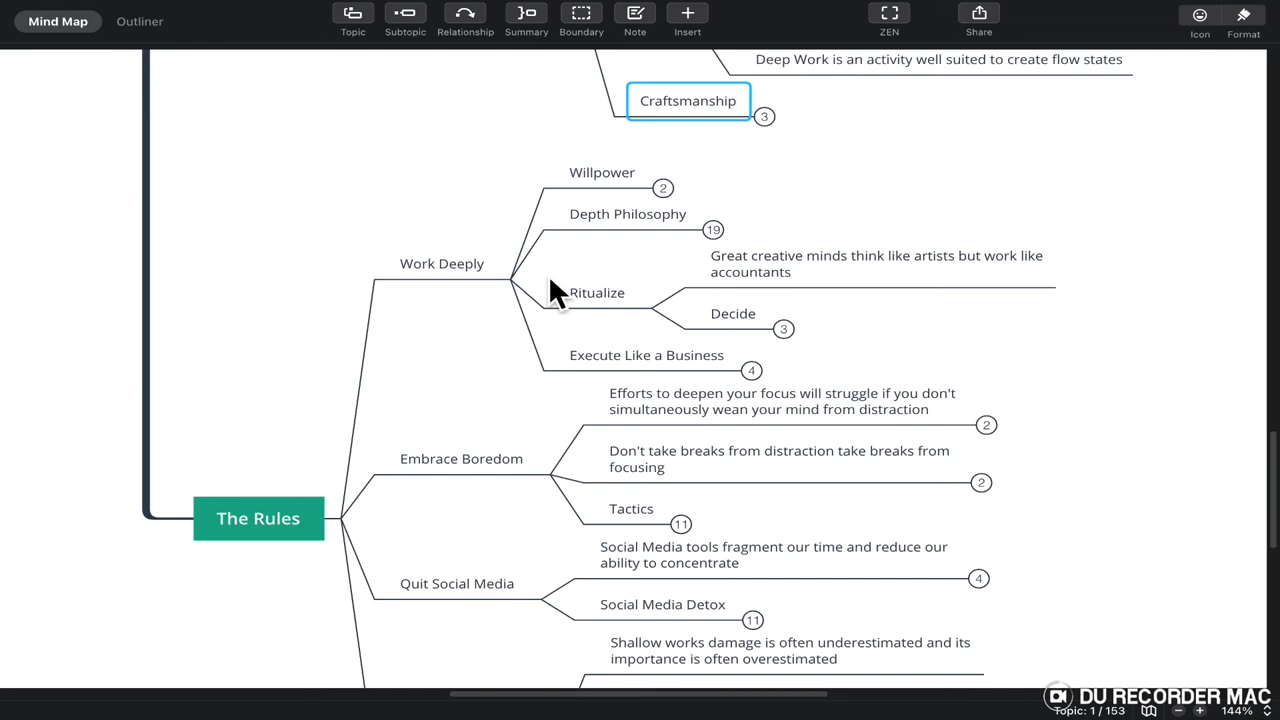 Mind Map
Outliner
Topic
Subtopic
Relationship
Summary
Boundary
Note
Insert
ZEN
Share
Icon
Format
Deep Work is an activity well suited to create flow states
Craftsmanship
3
Willpower
2
Depth Philosophy
19
Work Deeply
Great creative minds think like artists but work like
accountants
Ritualize
Decide
3
Execute Like a Business
4
Efforts to deepen your focus will struggle if you don't
simultaneously wean your mind from distraction
2
Embrace Boredom
Don't take breaks from distraction take breaks from
focusing
2
Tactics
11
The Rules
Social Media tools fragment our time and reduce our
ability to concentrate
4
Quit Social Media
Social Media Detox
11
Shallow works damage is often underestimated and its
importance is often overestimated
DU RECORDER MAC
Topic: 1 / 153
144%